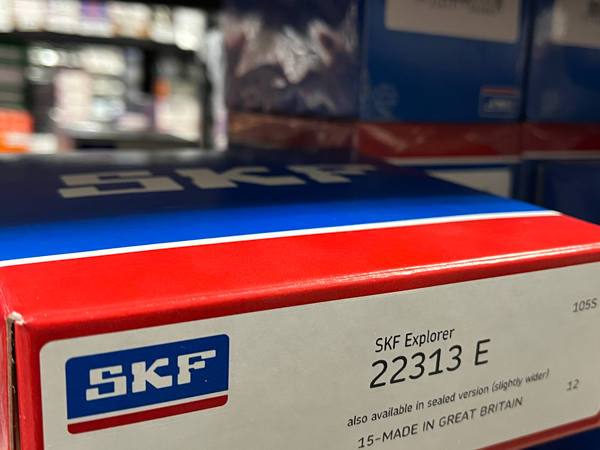 SKF
SKF
SKF Explorer
22313 E
also available in sealed version (slightly wider)
15-MADE IN GREAT BRITAIN
105S
12